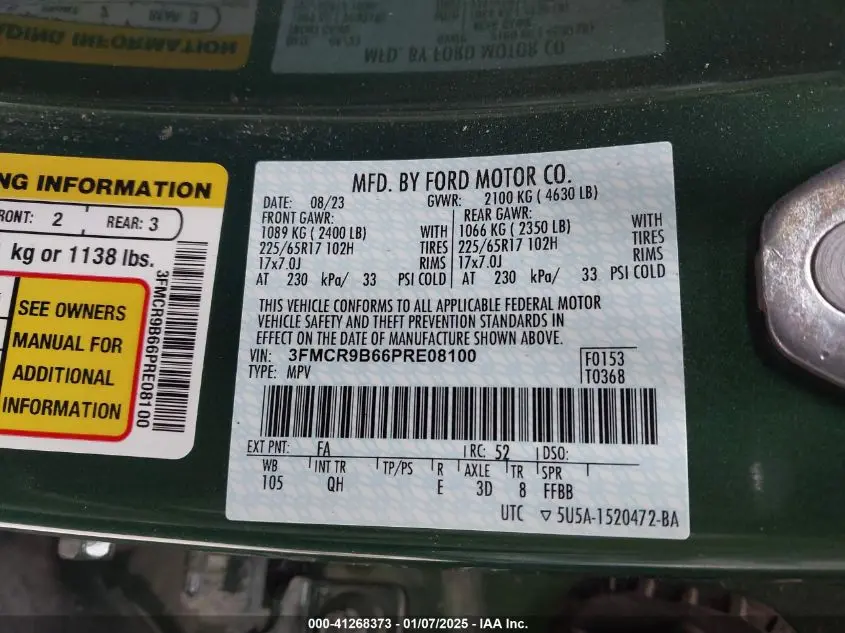 NG INFORMATION
RONT: 2 REAR: 3
kg or 1138 lbs.
SEE OWNERS
MANUAL FOR
ADDITIONAL
INFORMATION
3FMCR9B66PRE08100
MFD. BY FORD MOTOR CO.
DATE: 08/23 GVWR: 2100 KG ( 4630 LB)
FRONT GAWR: REAR GAWR:
1089 KG ( 2400 LB) WITH 1066 KG ( 2350 LB) WITH
225/65R17 102H TIRES 225/65R17 102H TIRES
17x7.0J RIMS 17x7.0J RIMS
AT 230 kPa/ 33 PSI COLD AT 230 kPa/ 33 PSI COLD
THIS VEHICLE CONFORMS TO ALL APPLICABLE FEDERAL MOTOR
VEHICLE SAFETY AND THEFT PREVENTION STANDARDS IN
EFFECT ON THE DATE OF MANUFACTURE SHOWN ABOVE.
VIN: 3FMCR9B66PRE08100 F0153
TYPE: MPV T0368
EXT PNT: FA RC: 52 DSO:
WB INT TR TP/PS R AXLE TR SPR
105 QH E 3D 8 FFBB
UTC ▽ 5U5A-1520472-BA
000-41268373 - 01/07/2025 - IAA Inc.